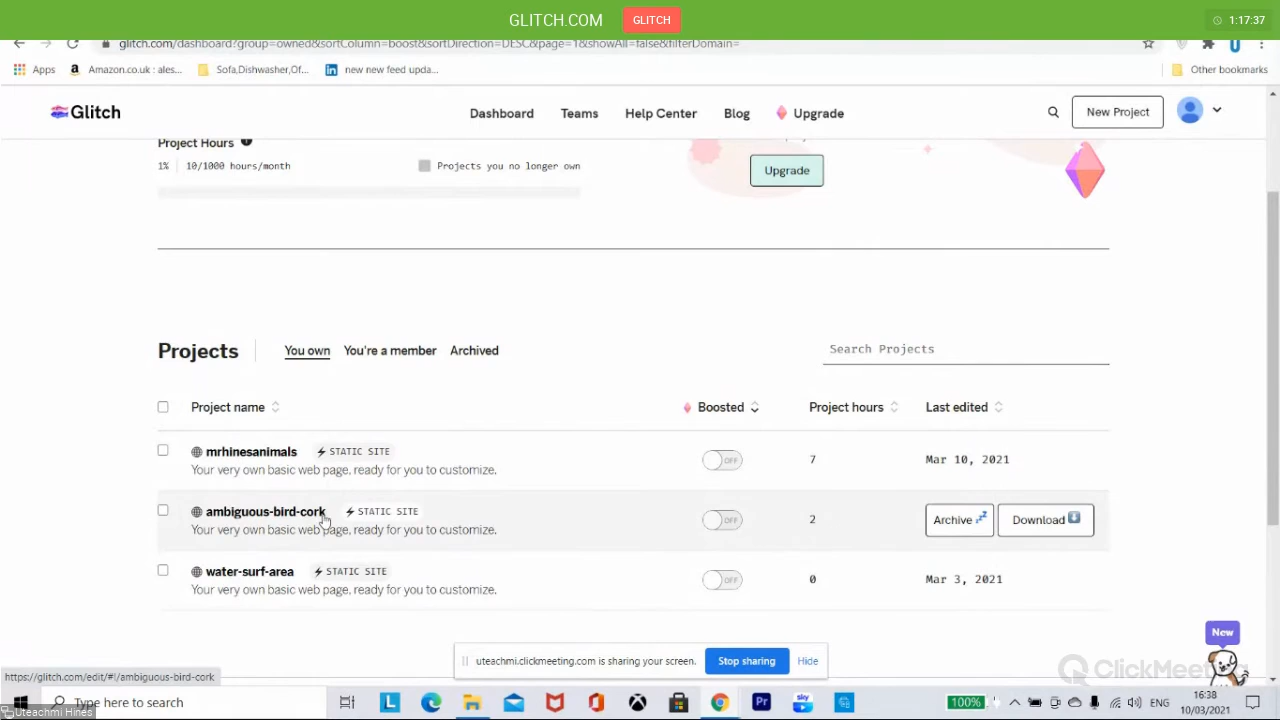 GLITCH.COM GLITCH 1:17:37
glitch.com/dashboard?group=owned&sortColumn=boost&sortDirection=DESC&page=1&showAll=false&filterDomain=
Apps Amazon.co.uk : ales... Sofa,Dishwasher,Of... new new feed upda... Other bookmarks
Glitch Dashboard Teams Help Center Blog Upgrade New Project
Project Hours
1% 10/1000 hours/month Projects you no longer own Upgrade
Projects You own You're a member Archived Search Projects
Project name Boosted Project hours Last edited
mrhinesanimals STATIC SITE
Your very own basic web page, ready for you to customize. OFF 7 Mar 10, 2021
ambiguous-bird-cork STATIC SITE
Your very own basic web page, ready for you to customize. OFF 2 Archive Download
water-surf-area STATIC SITE
Your very own basic web page, ready for you to customize. OFF 0 Mar 3, 2021
New
uteachmi.clickmeeting.com is sharing your screen. Stop sharing Hide
ClickMeeting
https://glitch.com/edit/#!/ambiguous-bird-cork
Type here to search 100% ENG 16:38
10/03/2021
Uteachmi Hines